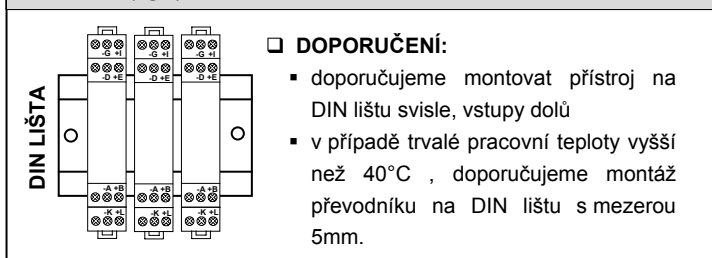 -G +I -G +I -G +I
-D +E -D +E -D +E
DIN LIŠTA
-A +B -A +B -A +B
-K +L -K +L -K +L
❑ DOPORUČENÍ:
▪ doporučujeme montovat přístroj na
DIN lištu svisle, vstupy dolů
▪ v případě trvalé pracovní teploty vyšší
než 40°C , doporučujeme montáž
převodníku na DIN lištu s mezerou
5mm.